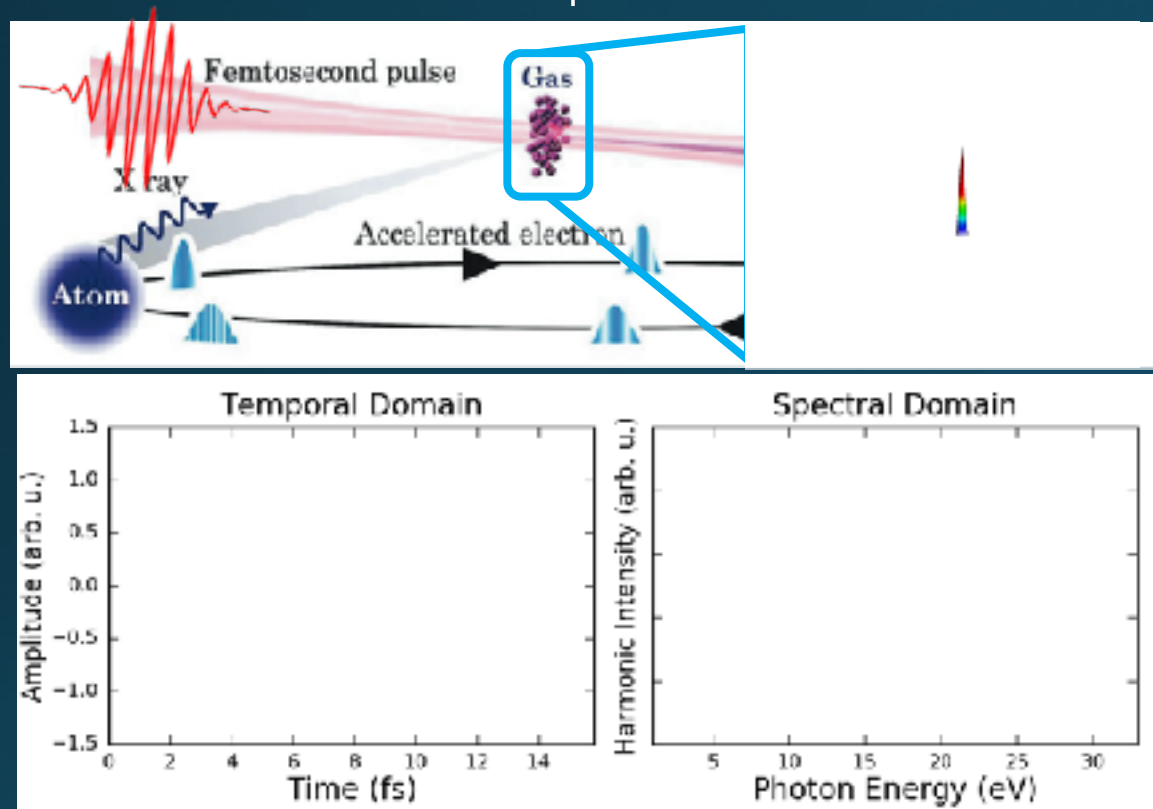 Femtosecond pulse
Gas
X ray
Accelerated electron
Atom
Temporal Domain
Amplitude (arb. u.)
1.5
1.0
0.5
0.0
−0.5
−1.0
−1.5
0 2 4 6 8 10 12 14
Time (fs)
Spectral Domain
Harmonic Intensity (arb. u.)
5 10 15 20 25 30
Photon Energy (eV)